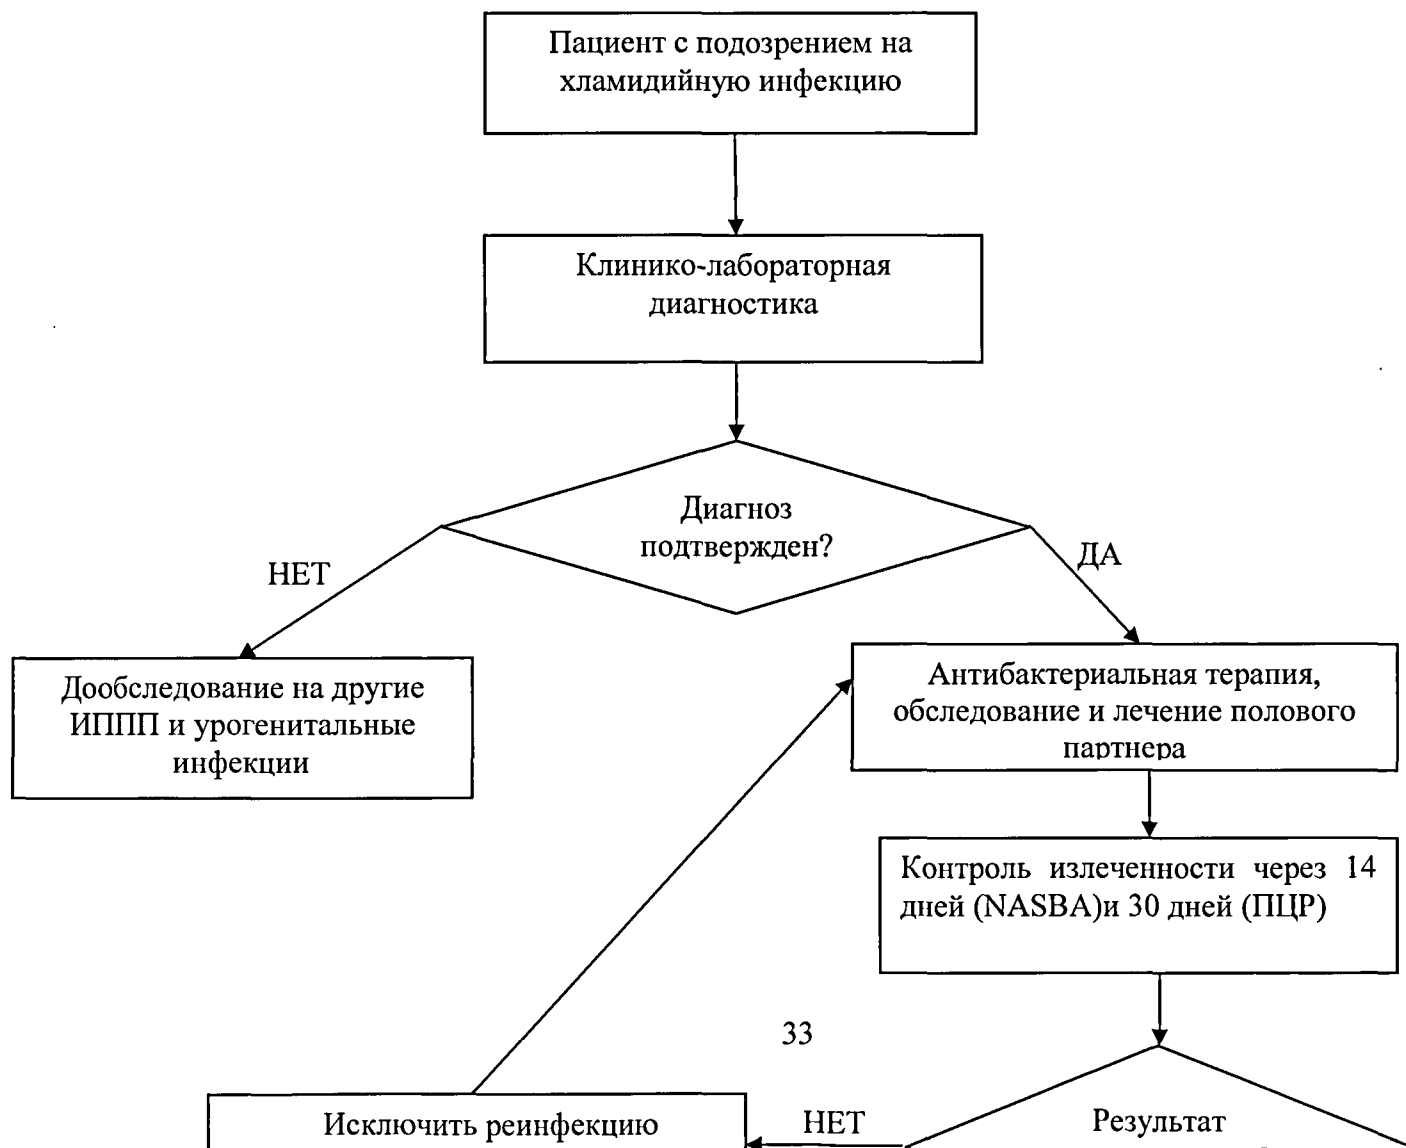 Пациент с подозрением на
хламидийную инфекцию
Клинико-лабораторная
диагностика
Диагноз
подтвержден?
НЕТ
ДА
Дообследование на другие
ИППП и урогенитальные
инфекции
Антибактериальная терапия,
обследование и лечение полового
партнера
Контроль излеченности через 14
дней (NASBA)и 30 дней (ПЦР)
33
Исключить реинфекцию
НЕТ
Результат